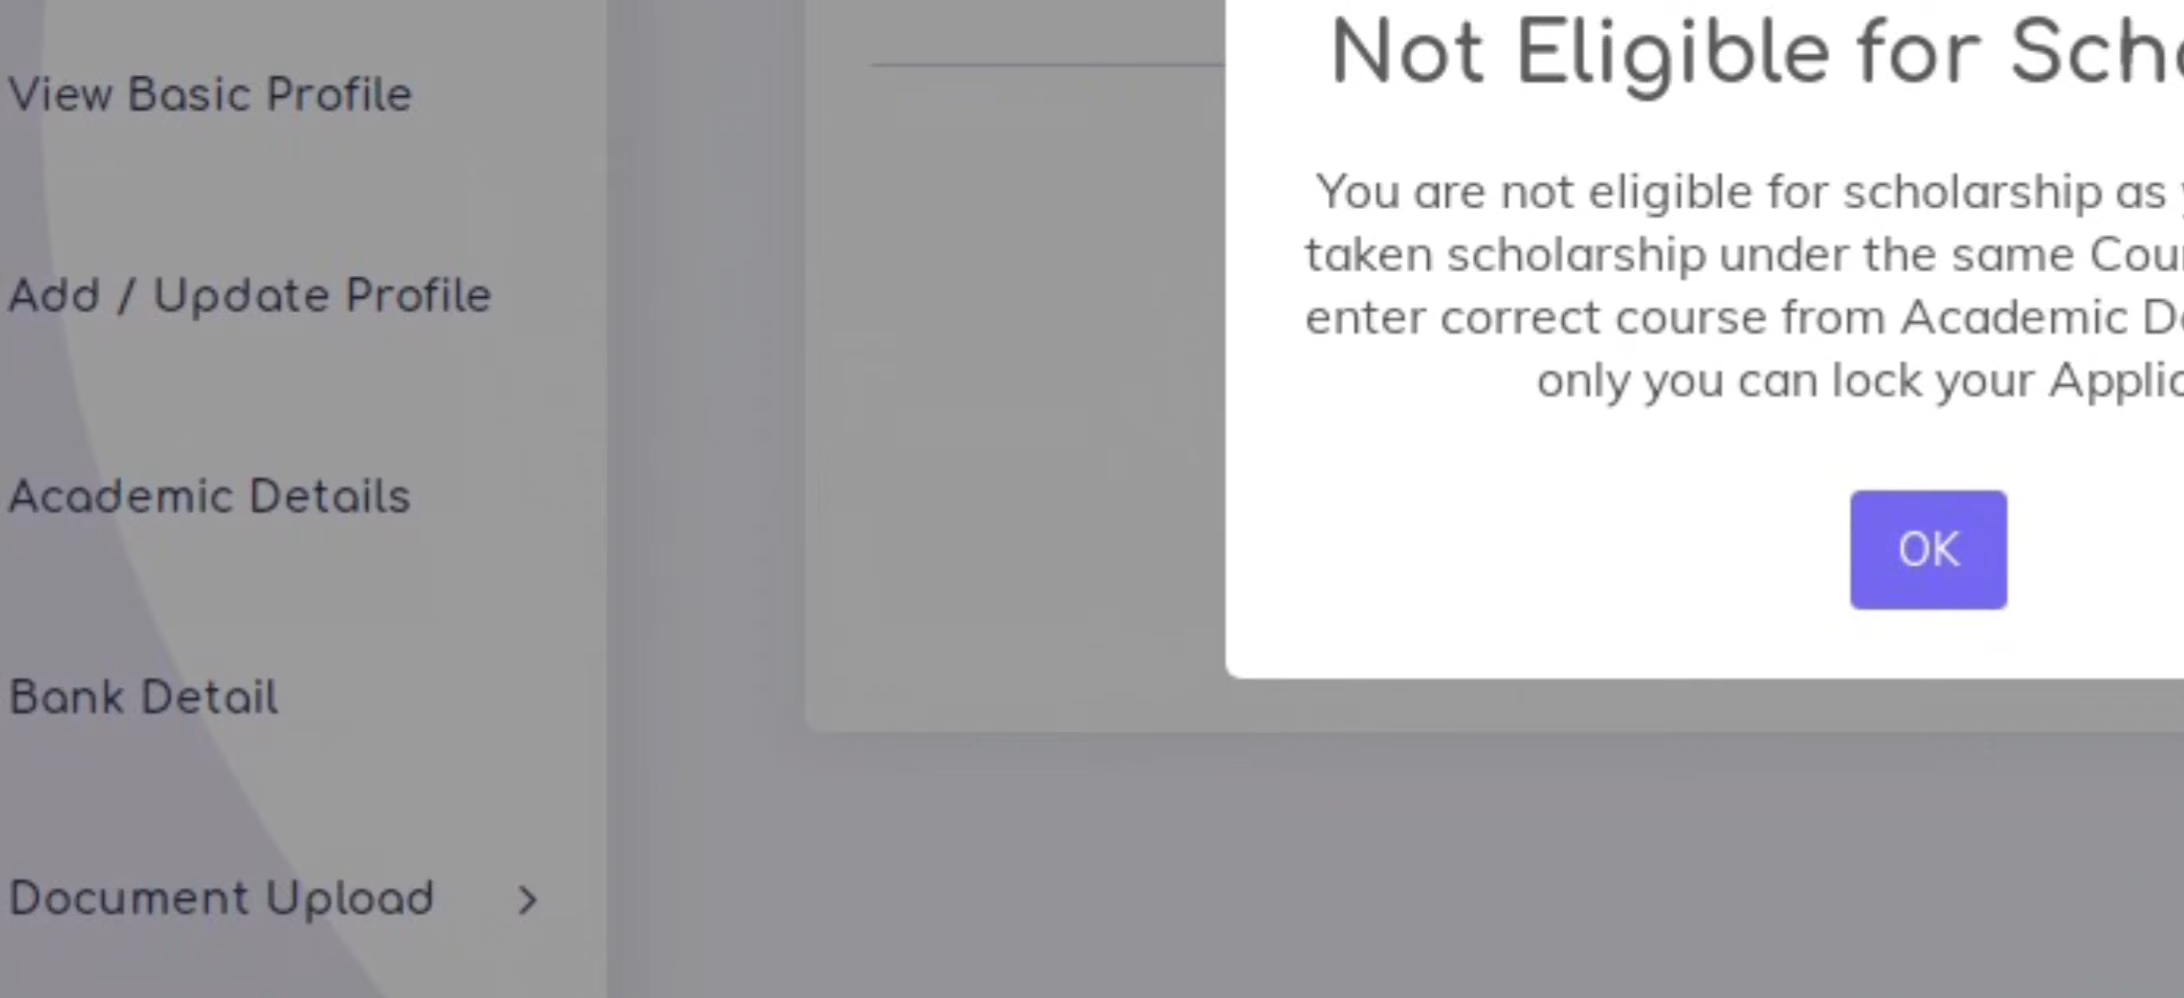 View Basic Profile
Add / Update Profile
Academic Details
Bank Detail
Document Upload
Not Eligible for
You are not eligible for scholarship as
taken scholarship under the same
enter correct course from Academic
only you can lock your
OK